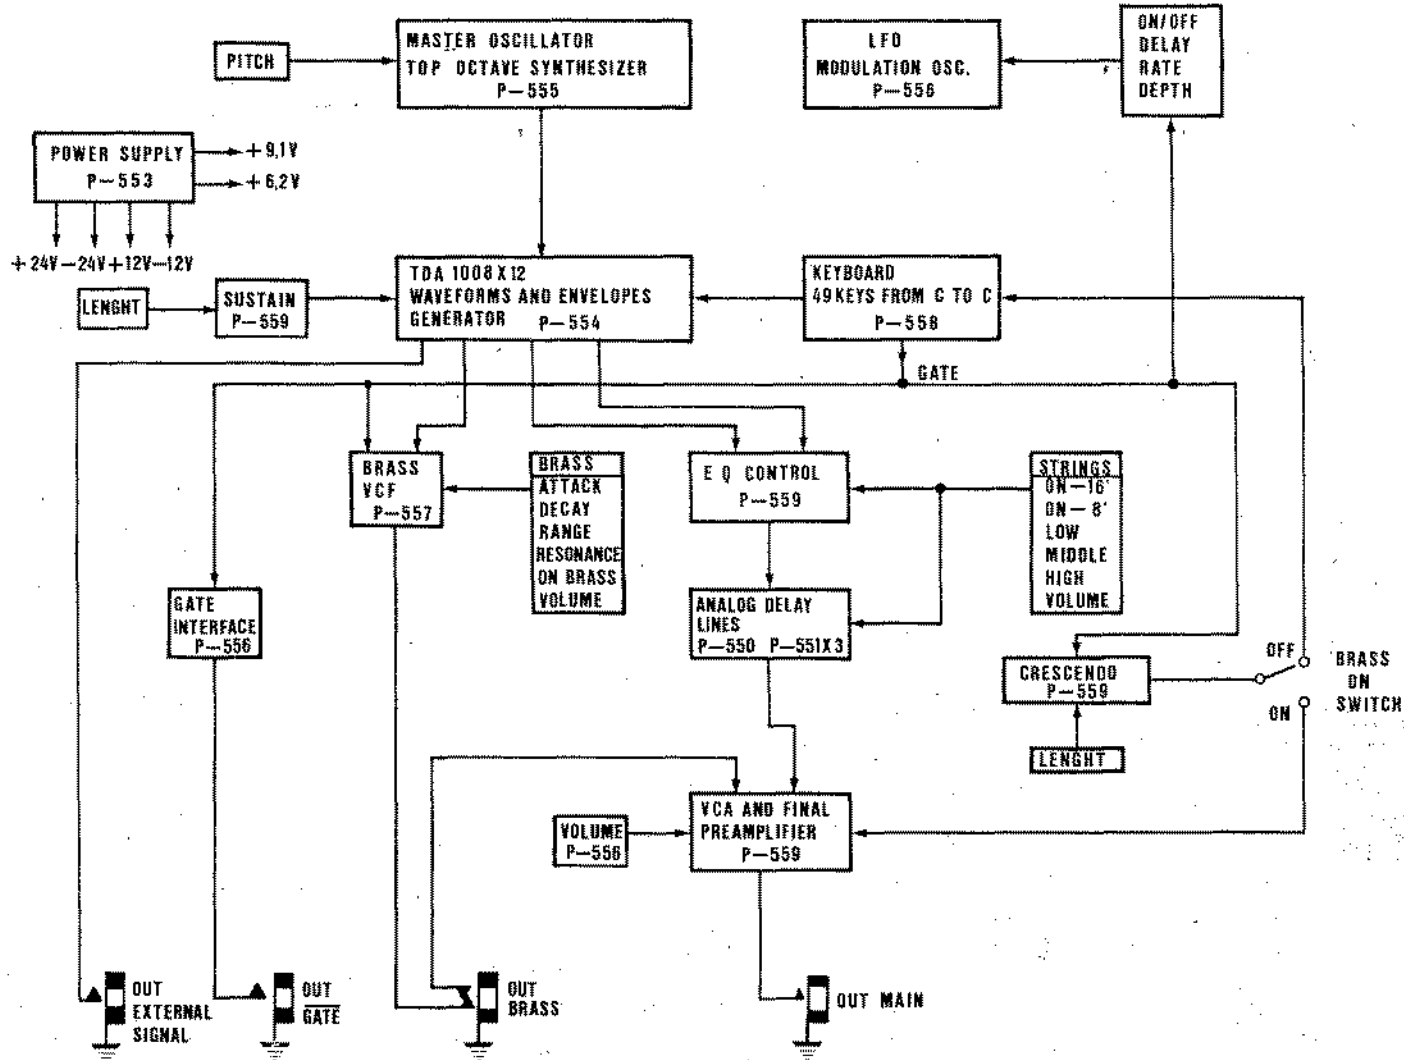 PITCH
MASTER OSCILLATOR
TOP OCTAVE SYNTHESIZER
P-555
LFO
MODULATION OSC.
P-556
ON/OFF
DELAY
RATE
DEPTH
POWER SUPPLY
P-553
+9,1V
+6,2V
+24V-24V+12V-12V
LENGHT
SUSTAIN
P-559
TDA 1008X12
WAVEFORMS AND ENVELOPES
GENERATOR P-554
KEYBOARD
49 KEYS FROM C TO C
P-558
GATE
BRASS
VCF
P-557
BRASS
ATTACK
DECAY
RANGE
RESONANCE
ON BRASS
VOLUME
EQ CONTROL
P-559
STRINGS
ON-16'
ON-8'
LOW
MIDDLE
HIGH
VOLUME
GATE
INTERFACE
P-556
ANALOG DELAY
LINES
P-550 P-551X3
CRESCENDO
P-559
LENGHT
OFF
ON
BRASS
ON
SWITCH
VOLUME
P-556
VCA AND FINAL
PREAMPLIFIER
P-559
OUT
EXTERNAL
SIGNAL
OUT
GATE
OUT
BRASS
OUT MAIN